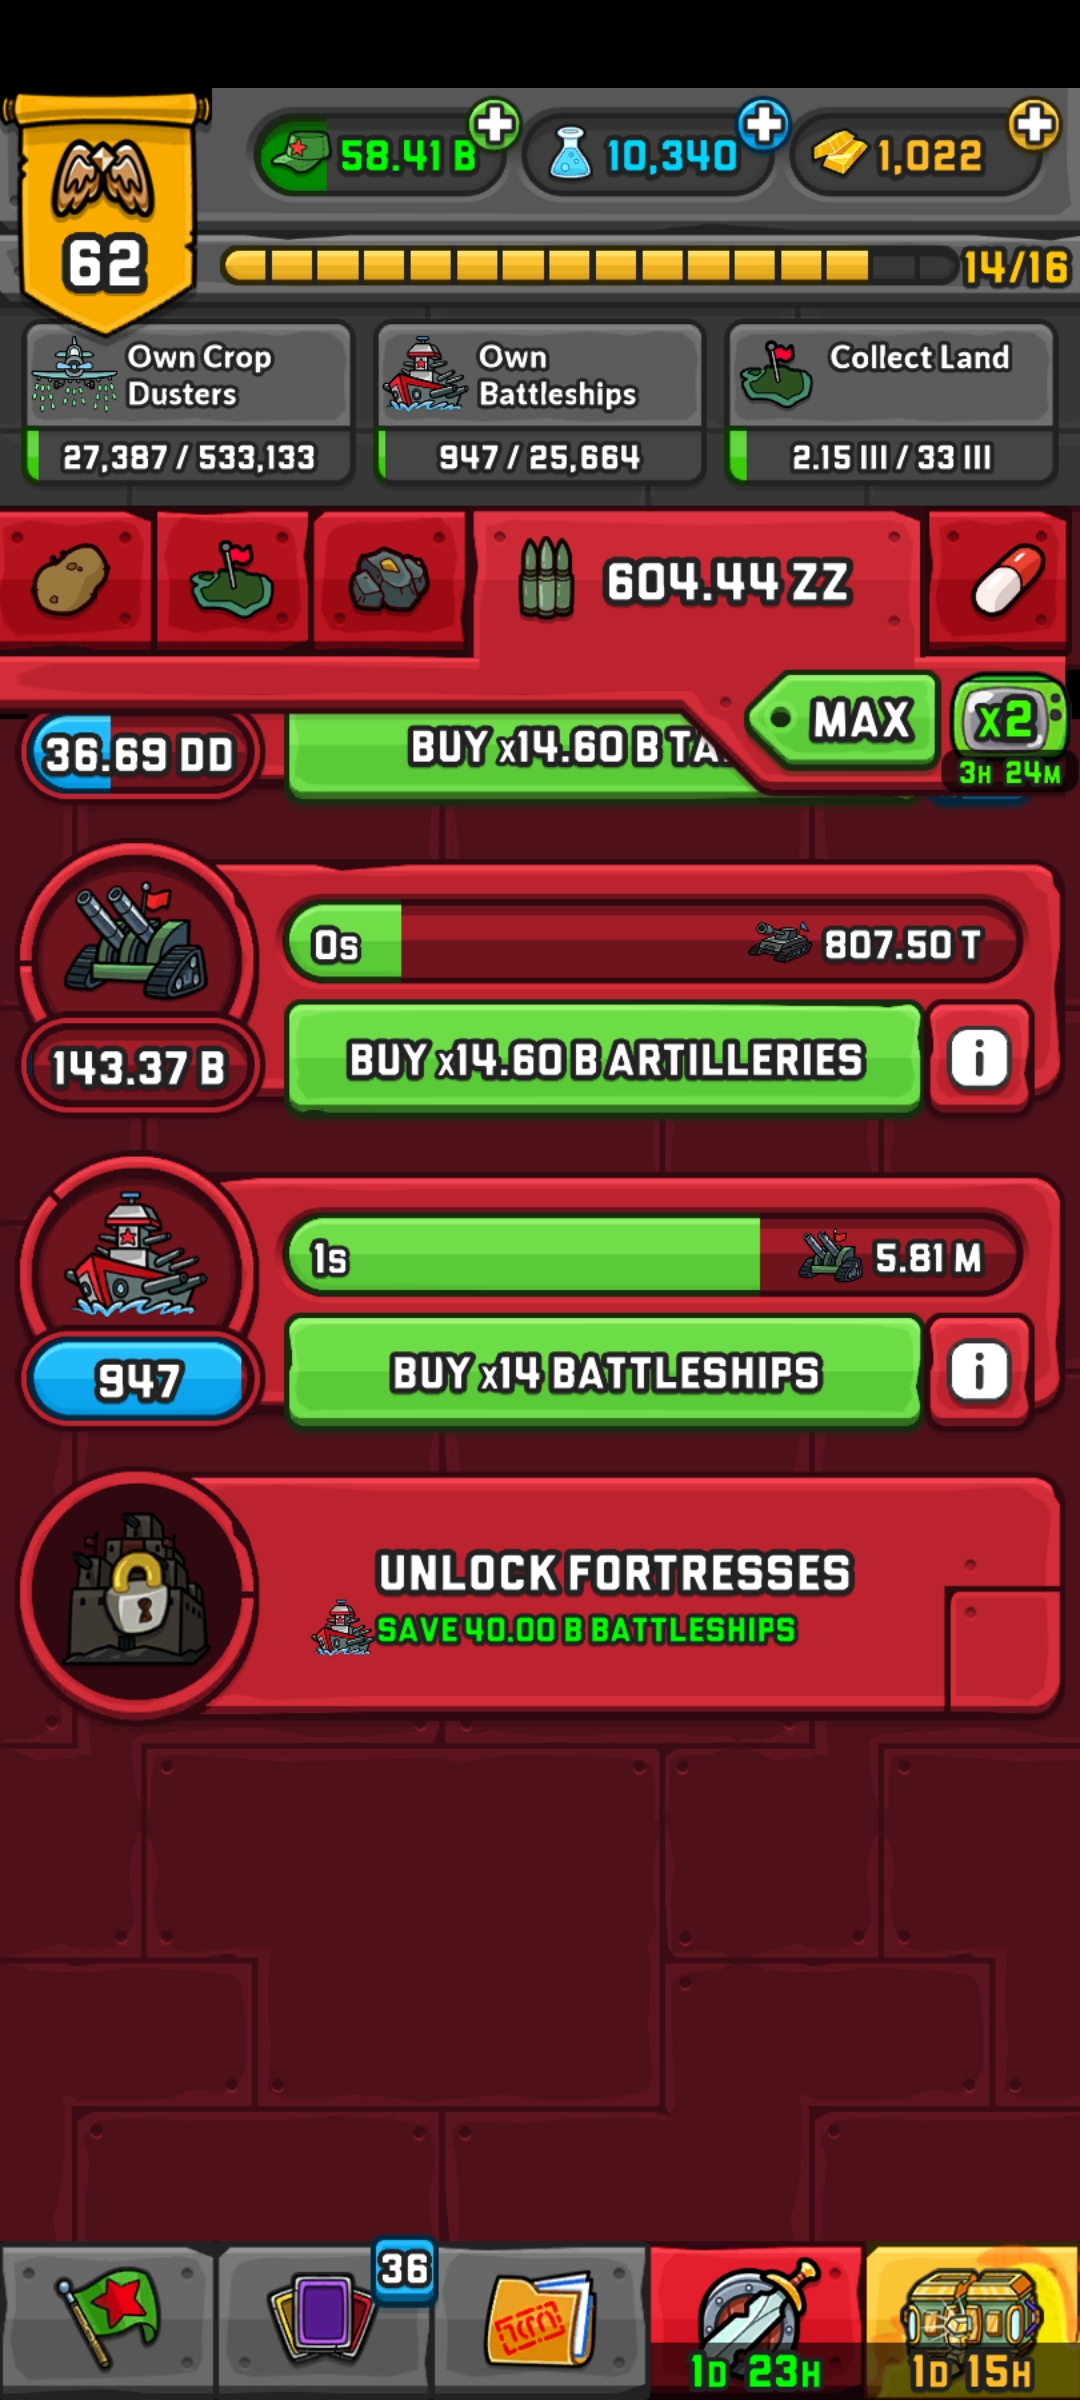 62
58.41 B
10,340
1,022
14/16
Own Crop Dusters
27,387 / 533,133
Own Battleships
947 / 25,664
Collect Land
2.15 III / 33 III
604.44 ZZ
MAX
x2
3H 24M
36.69 DD
BUY x14.60 B TA
0s
807.50 T
143.37 B
BUY x14.60 B ARTILLERIES
i
1s
5.81 M
947
BUY x14 BATTLESHIPS
i
UNLOCK FORTRESSES
SAVE 40.00 B BATTLESHIPS
36
1D 23H
1D 15H